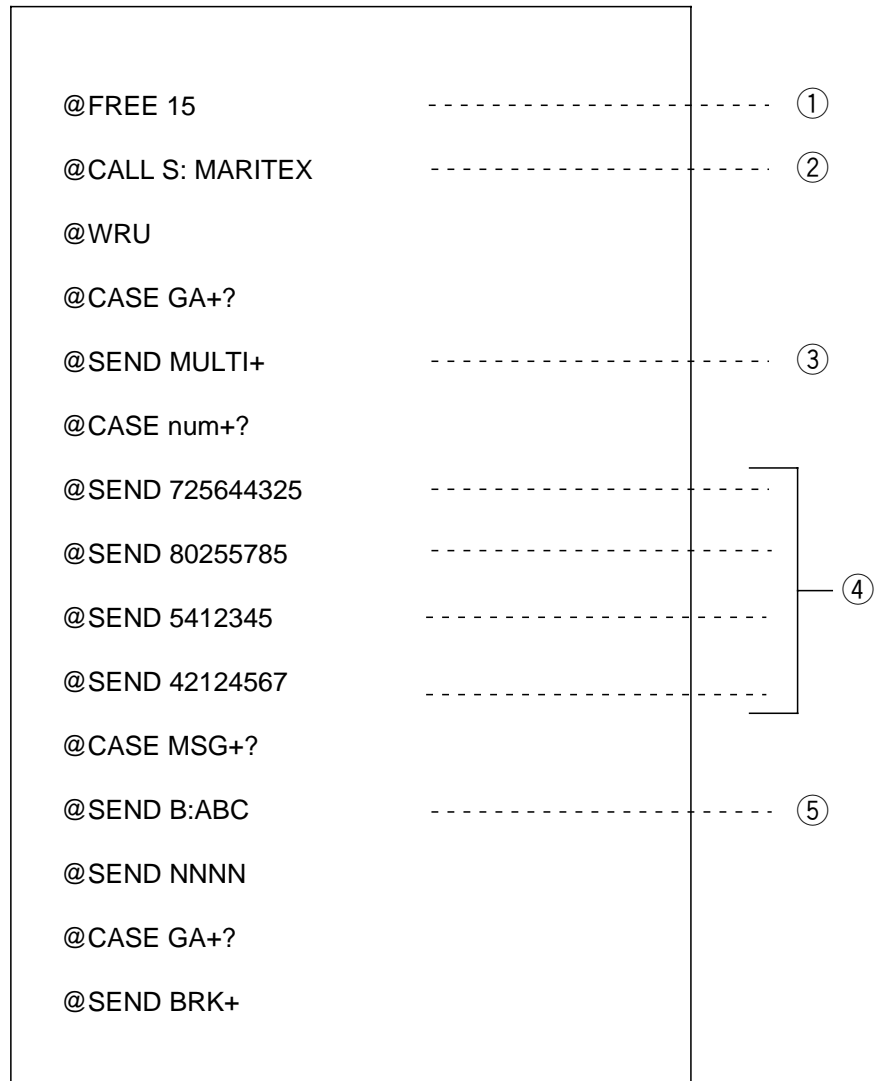 @FREE 15 ①
@CALL S: MARITEX ②
@WRU
@CASE GA+?
@SEND MULTI+ ③
@CASE num+?
@SEND 725644325
@SEND 80255785
④
@SEND 5412345
@SEND 42124567
@CASE MSG+?
@SEND B:ABC ⑤
@SEND NNNN
@CASE GA+?
@SEND BRK+